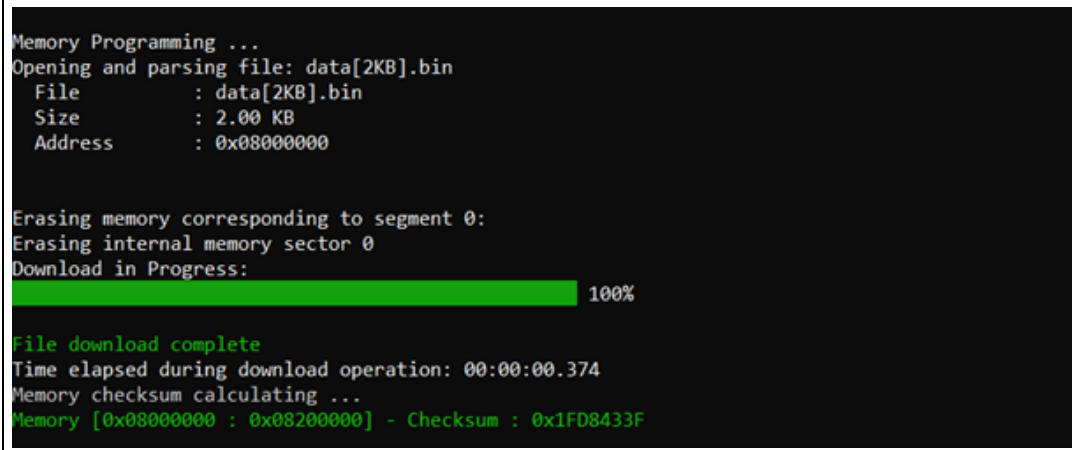 Memory Programming ...
Opening and parsing file: data[2KB].bin
File : data[2KB].bin
Size : 2.00 KB
Address : 0x08000000
Erasing memory corresponding to segment 0:
Erasing internal memory sector 0
Download in Progress:
100%
File download complete
Time elapsed during download operation: 00:00:00.374
Memory checksum calculating ...
Memory [0x08000000 : 0x08200000] - Checksum : 0x1FD8433F